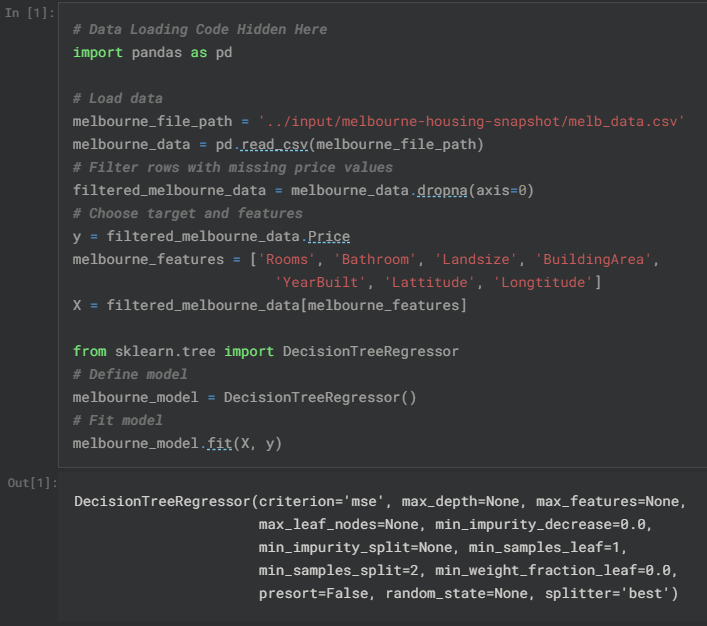 In [1]:
# Data Loading Code Hidden Here
import pandas as pd
# Load data
melbourne_file_path = '../input/melbourne-housing-snapshot/melb_data.csv'
melbourne_data = pd.read_csv(melbourne_file_path)
# Filter rows with missing price values
filtered_melbourne_data = melbourne_data.dropna(axis=0)
# Choose target and features
y = filtered_melbourne_data.Price
melbourne_features = ['Rooms', 'Bathroom', 'Landsize', 'BuildingArea',
'YearBuilt', 'Lattitude', 'Longtitude']
X = filtered_melbourne_data[melbourne_features]
from sklearn.tree import DecisionTreeRegressor
# Define model
melbourne_model = DecisionTreeRegressor()
# Fit model
melbourne_model.fit(X, y)
Out[1]:
DecisionTreeRegressor(criterion='mse', max_depth=None, max_features=None,
max_leaf_nodes=None, min_impurity_decrease=0.0,
min_impurity_split=None, min_samples_leaf=1,
min_samples_split=2, min_weight_fraction_leaf=0.0,
presort=False, random_state=None, splitter='best')